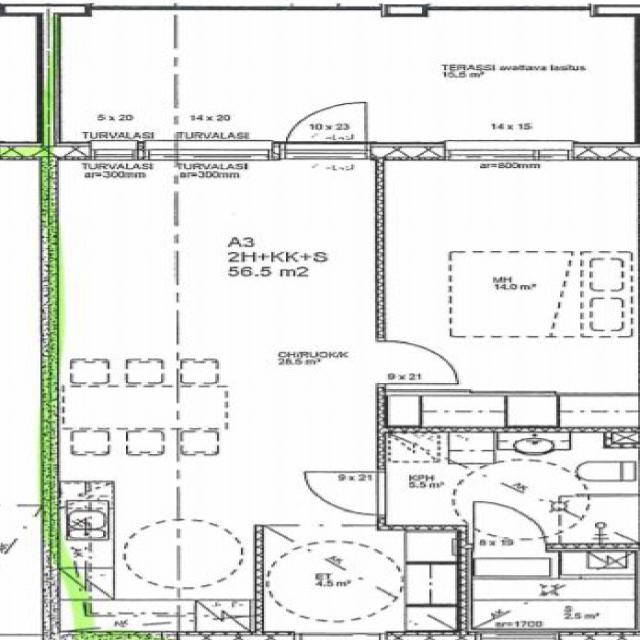 TERASSI avattava lasitus
15.5 m²
5 x 20
14 x 20
10 x 23
14 x 15
TURVALASI
TURVALASI
TURVALASI
TURVALASI
ar=300mm
ar=300mm
ar=800mm
A3
2H+KK+S
56.5 m2
MH
14.0 m²
OH/RUOK/K
28.5 m²
9 x 21
9 x 21
KPH
5.5 m²
AK
8 x 19
ET
4.5 m²
AK
S
2.5 m²
ar=1700